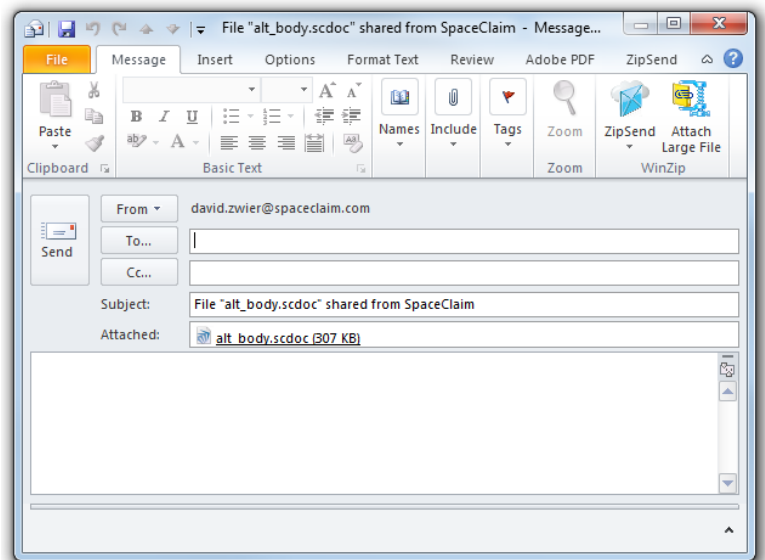 File "alt_body.scdoc" shared from SpaceClaim - Message...
File Message Insert Options Format Text Review Adobe PDF ZipSend
Paste
B I U A A
ab A
Names Include Tags Zoom ZipSend Attach Large File
Clipboard Basic Text Zoom WinZip
From david.zwier@spaceclaim.com
Send
To...
Cc...
Subject: File "alt_body.scdoc" shared from SpaceClaim
Attached: alt_body.scdoc (307 KB)